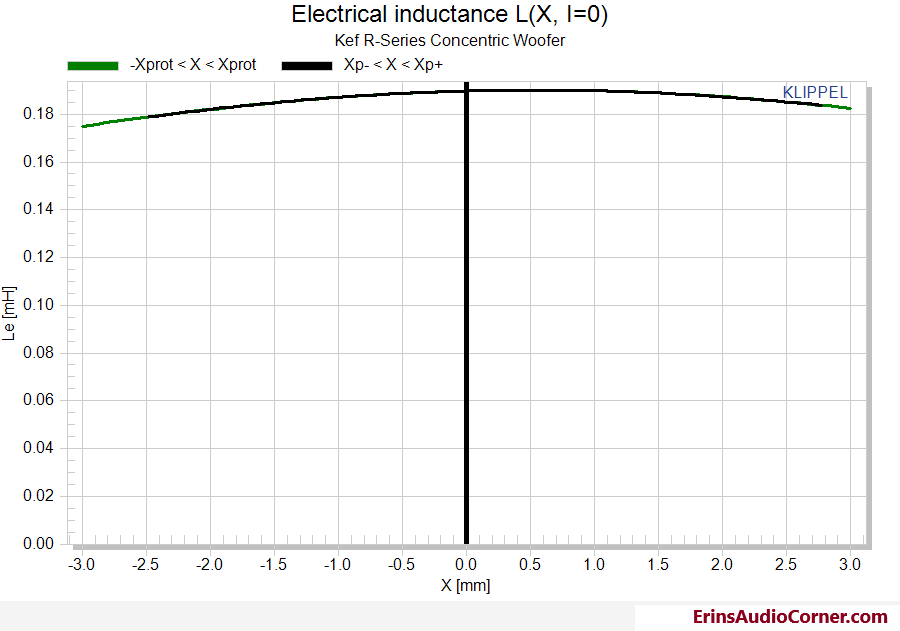 Electrical inductance L(X, I=0)
Kef R-Series Concentric Woofer
-Xprot < X < Xprot Xp- < X < Xp+
KLIPPEL
0.18
0.16
0.14
0.12
0.10
0.08
0.06
0.04
0.02
0.00
Le [mH]
-3.0 -2.5 -2.0 -1.5 -1.0 -0.5 0.0 0.5 1.0 1.5 2.0 2.5 3.0
X [mm]
ErinsAudioCorner.com